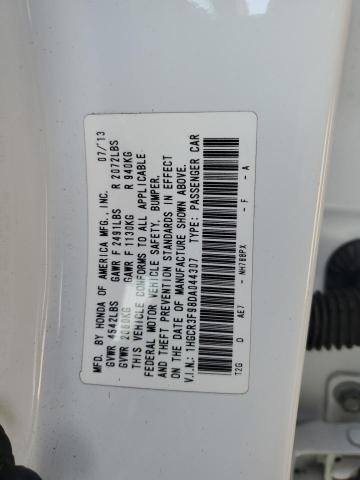 MFD. BY HONDA OF AMERICA MFG., INC. 07/13
GVWR 4542LBS GAWR F 2491LBS R 2072LBS
GVWR 2060KG GAWR F 1130KG R 940KG
THIS VEHICLE CONFORMS TO ALL APPLICABLE
FEDERAL MOTOR VEHICLE SAFETY, BUMPER,
AND THEFT PREVENTION STANDARDS IN EFFECT
ON THE DATE OF MANUFACTURE SHOWN ABOVE.
V.I.N.: 1HGCR3F98DA044307 TYPE: PASSENGER CAR
T2G D AE7 - NH788PX - F - A